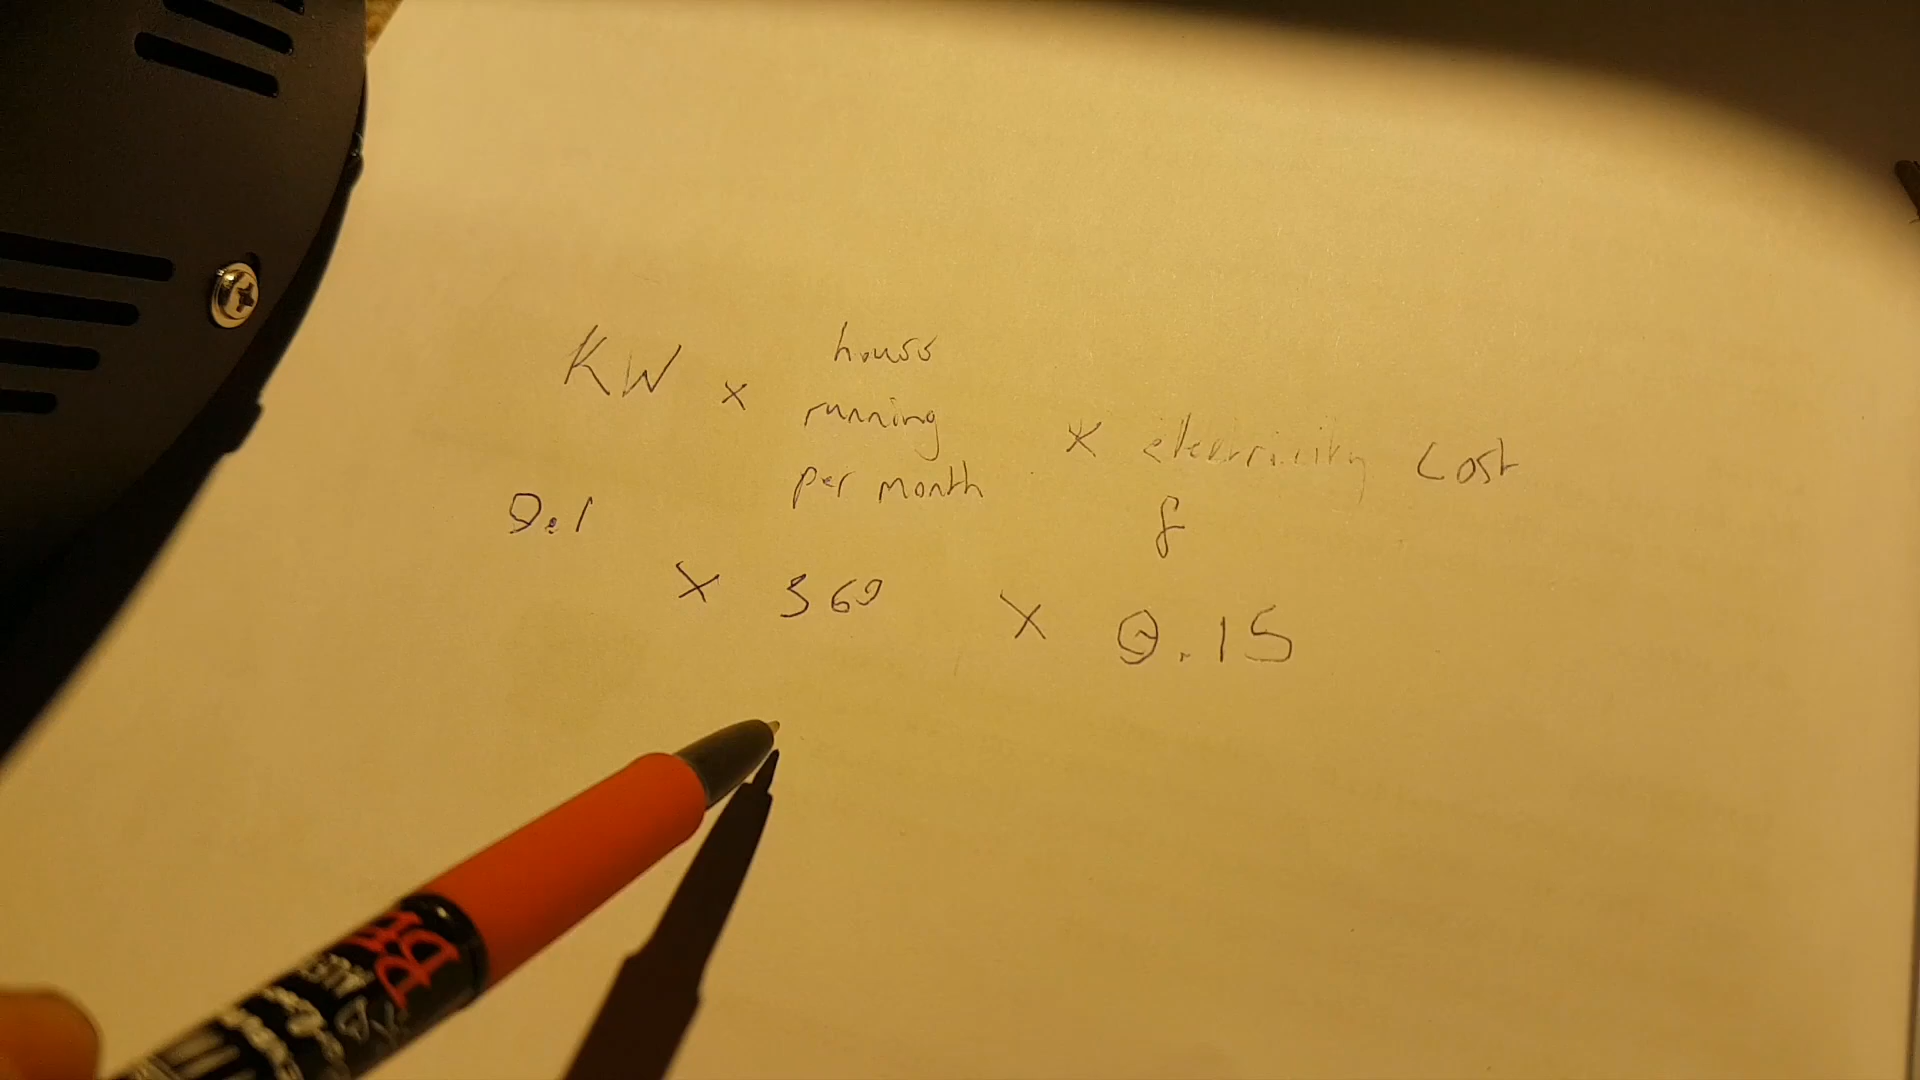 KW × hours running per month × electricity cost
£
0.1 × 360 × 0.15